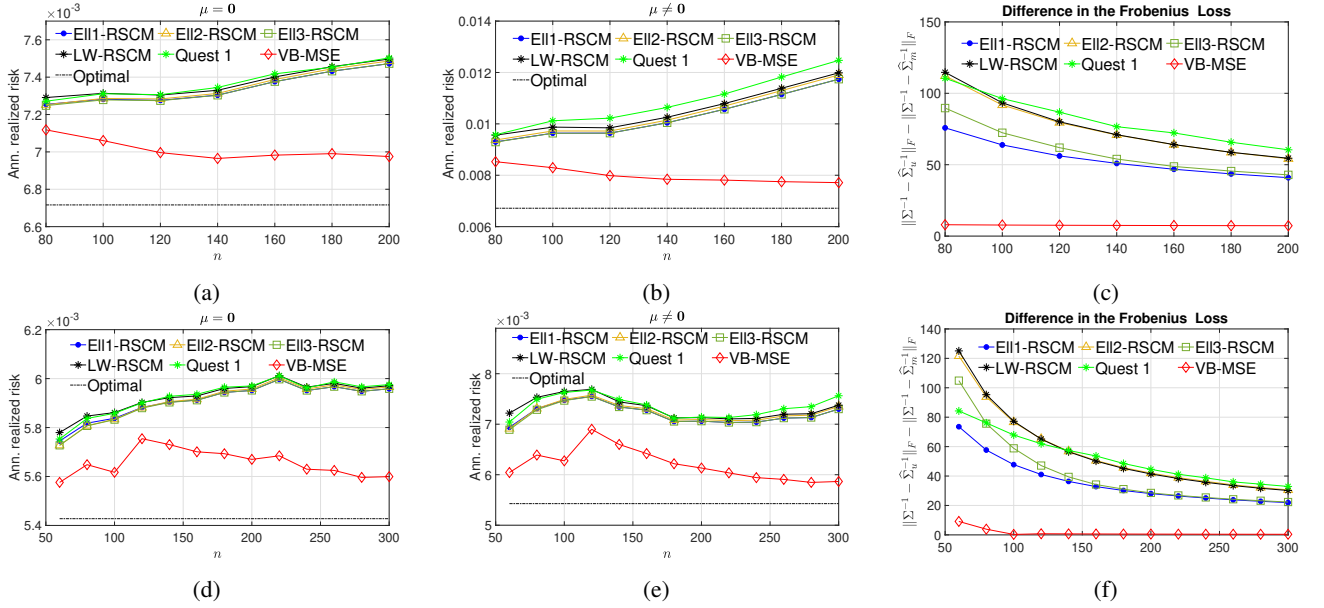 ×10⁻³
μ = 0
Ell1-RSCM Ell2-RSCM Ell3-RSCM
LW-RSCM Quest 1 VB-MSE
Optimal
Ann. realized risk
7.6
7.4
7.2
7
6.8
6.6
80 100 120 140 160 180 200
n
(a)
μ ≠ 0
Ell1-RSCM Ell2-RSCM Ell3-RSCM
LW-RSCM Quest 1 VB-MSE
Optimal
Ann. realized risk
0.014
0.012
0.01
0.008
0.006
80 100 120 140 160 180 200
n
(b)
Difference in the Frobenius Loss
Ell1-RSCM Ell2-RSCM Ell3-RSCM
LW-RSCM Quest 1 VB-MSE
‖Σ⁻¹ − Σ̂ᵤ⁻¹‖F − ‖Σ⁻¹ − Σ̂ₘ⁻¹‖F
150
100
50
0
80 100 120 140 160 180 200
n
(c)
×10⁻³
μ = 0
Ell1-RSCM Ell2-RSCM Ell3-RSCM
LW-RSCM Quest 1 VB-MSE
Optimal
Ann. realized risk
6.2
6
5.8
5.6
5.4
50 100 150 200 250 300
n
(d)
×10⁻³
μ ≠ 0
Ell1-RSCM Ell2-RSCM Ell3-RSCM
LW-RSCM Quest 1 VB-MSE
Optimal
Ann. realized risk
8
7
6
5
50 100 150 200 250 300
n
(e)
Difference in the Frobenius Loss
Ell1-RSCM Ell2-RSCM Ell3-RSCM
LW-RSCM Quest 1 VB-MSE
‖Σ⁻¹ − Σ̂ᵤ⁻¹‖F − ‖Σ⁻¹ − Σ̂ₘ⁻¹‖F
140
120
100
80
60
40
20
0
50 100 150 200 250 300
n
(f)